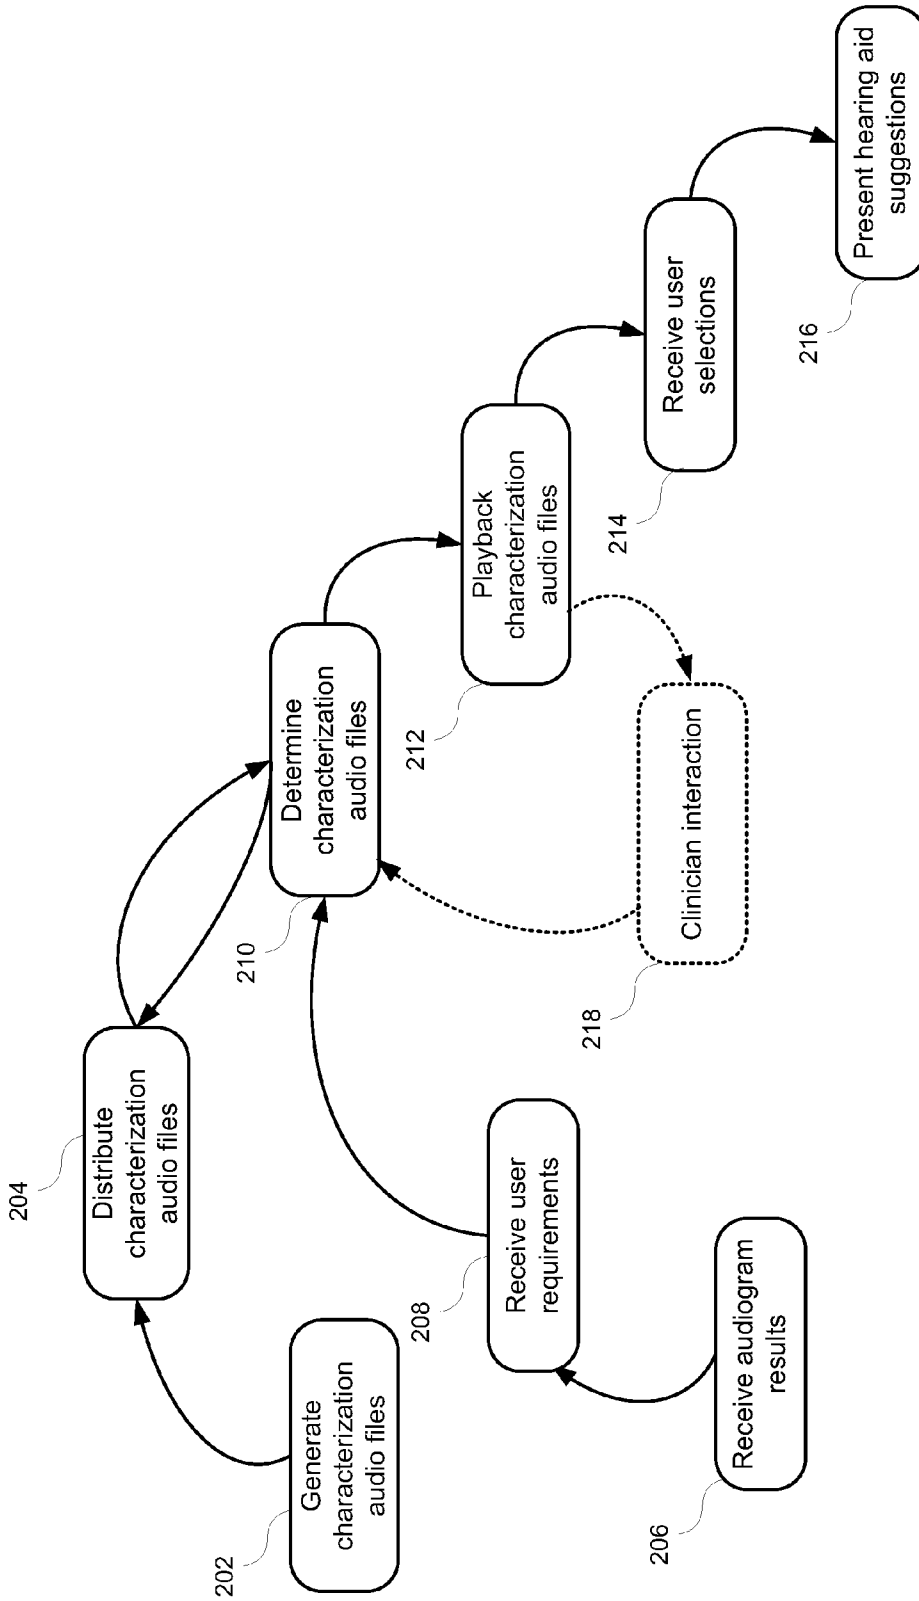 202
Generate
characterization
audio files
204
Distribute
characterization
audio files
206
Receive audiogram
results
208
Receive user
requirements
210
Determine
characterization
audio files
212
Playback
characterization
audio files
218
Clinician interaction
214
Receive user
selections
216
Present hearing aid
suggestions